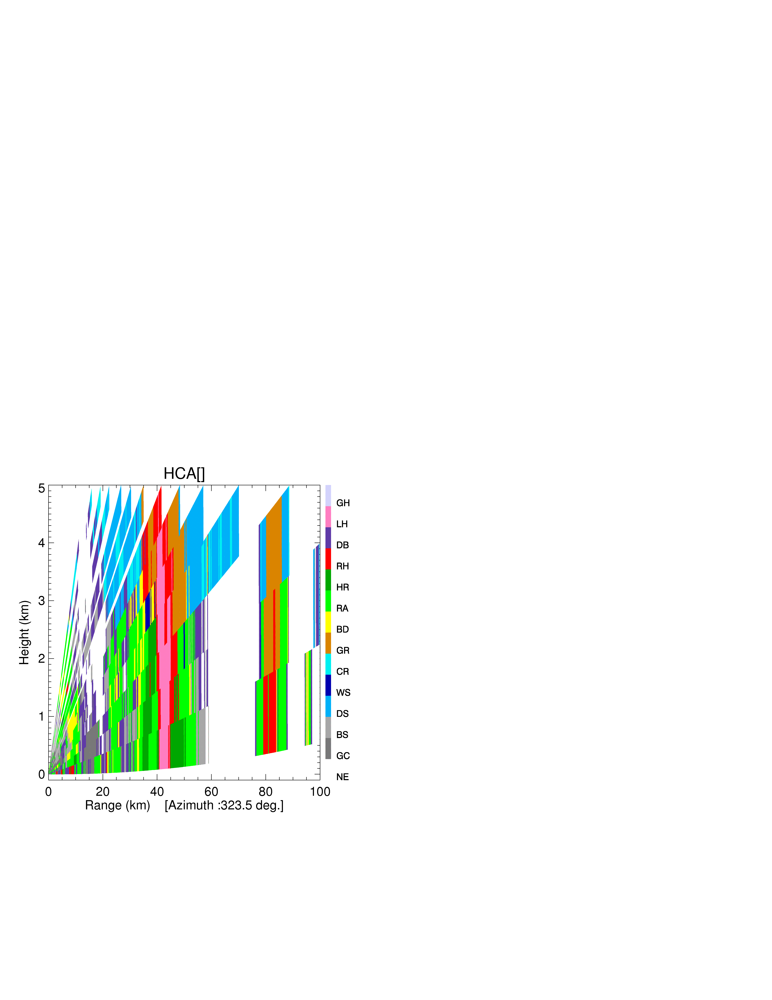 HCA[]
5
4
3
2
1
0
Height (km)
0 20 40 60 80 100
Range (km) [Azimuth :323.5 deg.]
GH
LH
DB
RH
HR
RA
BD
GR
CR
WS
DS
BS
GC
NE